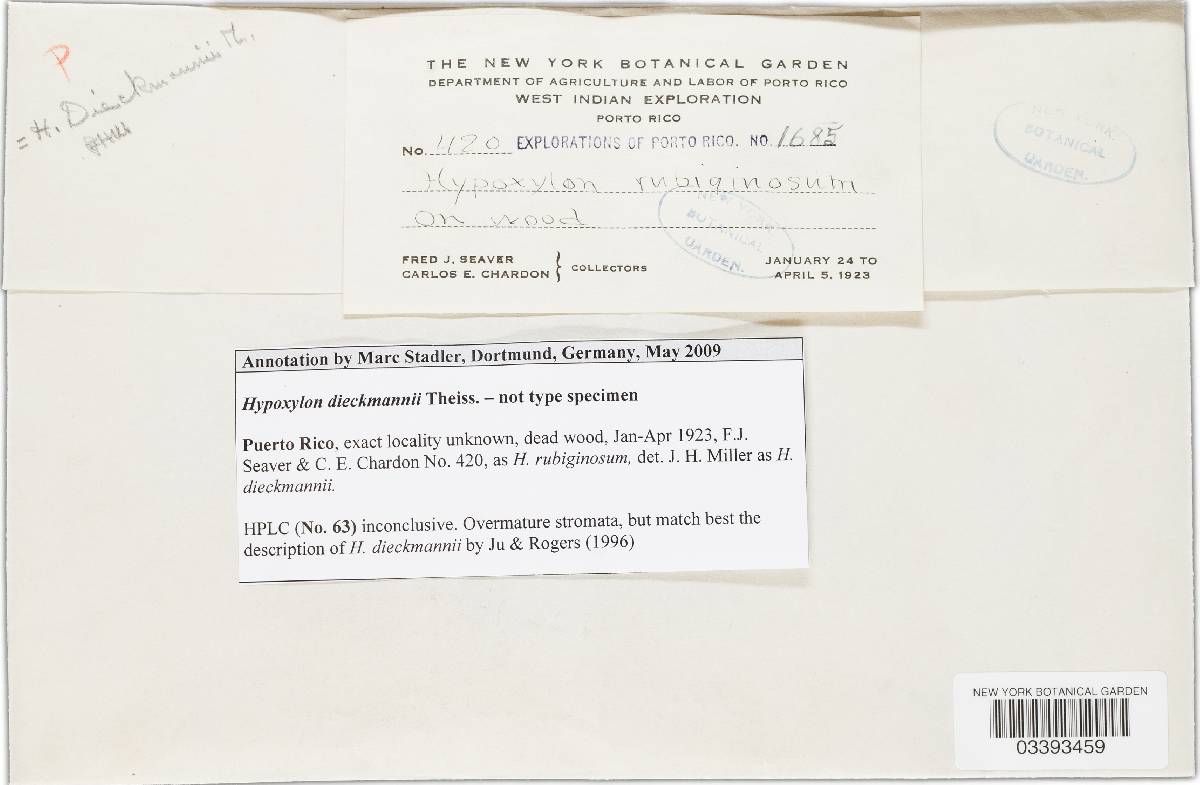 P
= H. Dieckmannii Th.
JHM
THE NEW YORK BOTANICAL GARDEN
DEPARTMENT OF AGRICULTURE AND LABOR OF PORTO RICO
WEST INDIAN EXPLORATION
PORTO RICO
No. 420 EXPLORATIONS OF PORTO RICO. NO. 1685
Hypoxylon rubiginosum
on wood
FRED J. SEAVER
CARLOS E. CHARDON } COLLECTORS
JANUARY 24 TO
APRIL 5, 1923
NEW YORK
BOTANICAL
GARDEN.
NEW YORK
BOTANICAL
GARDEN.
Annotation by Marc Stadler, Dortmund, Germany, May 2009
Hypoxylon dieckmannii Theiss. – not type specimen
Puerto Rico, exact locality unknown, dead wood, Jan-Apr 1923, F.J.
Seaver & C. E. Chardon No. 420, as H. rubiginosum, det. J. H. Miller as H.
dieckmannii.
HPLC (No. 63) inconclusive. Overmature stromata, but match best the
description of H. dieckmannii by Ju & Rogers (1996)
NEW YORK BOTANICAL GARDEN
03393459